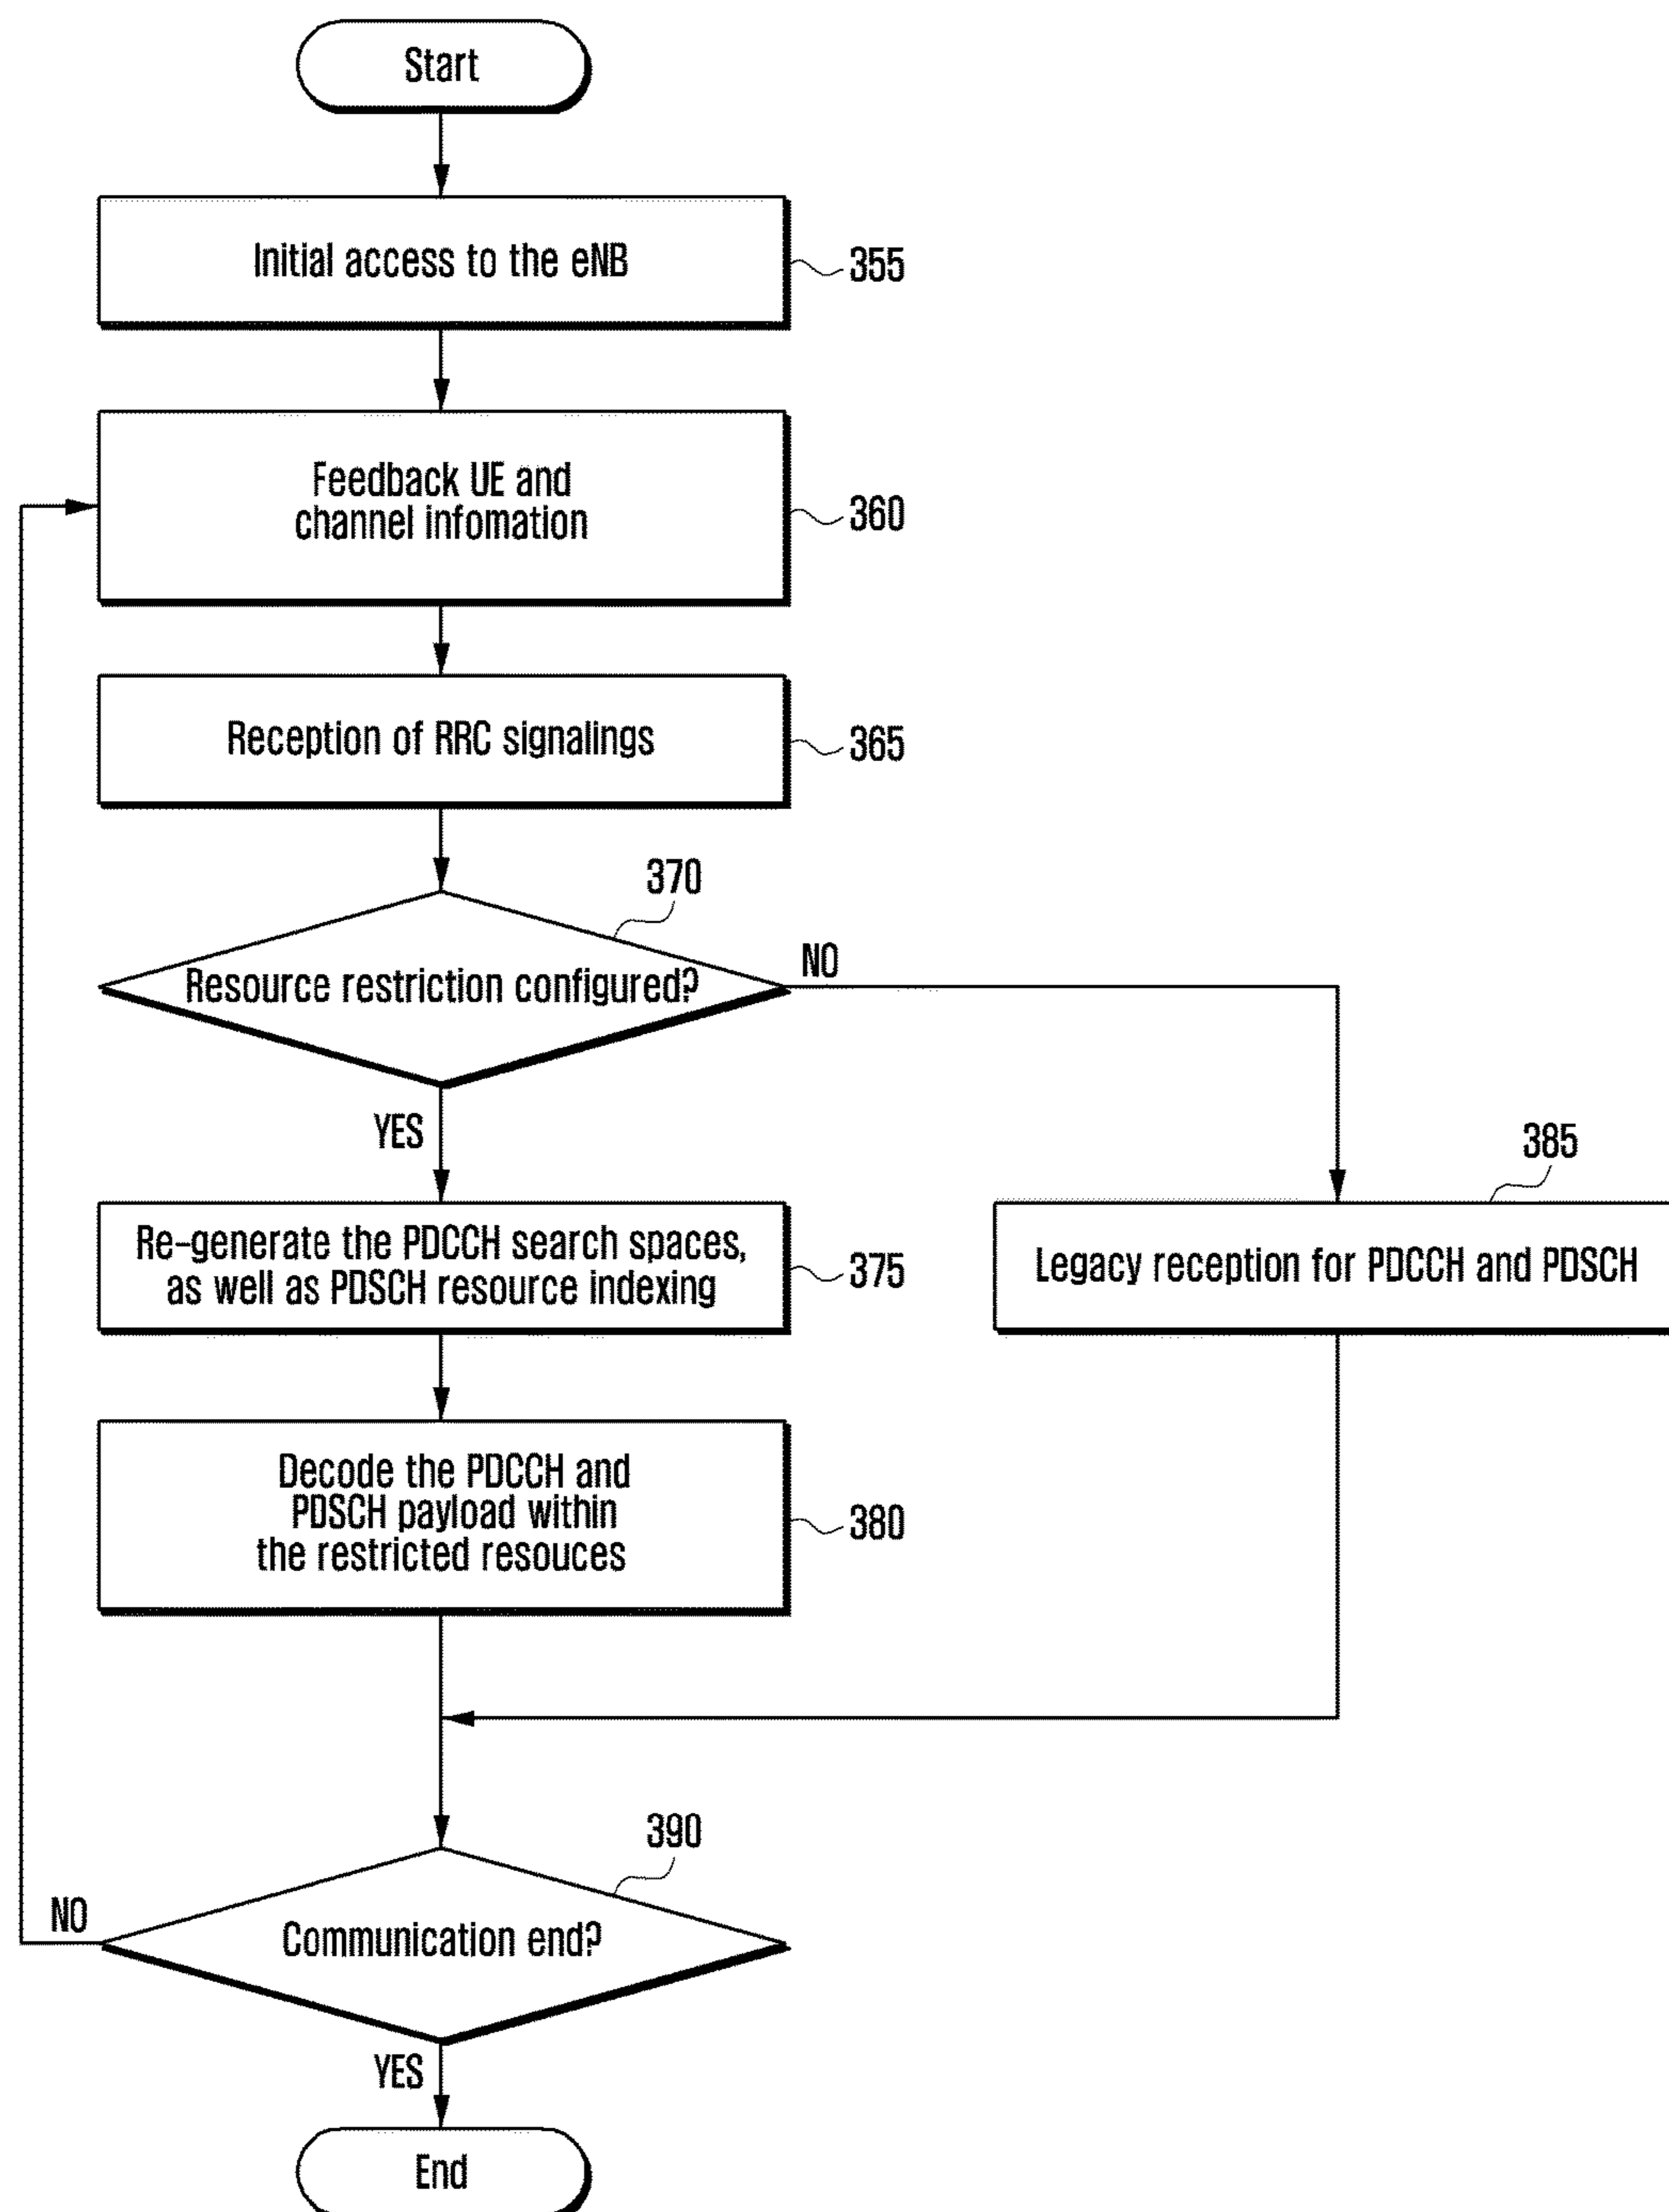 Start
Initial access to the eNB
355
Feedback UE and
channel infomation
360
Reception of RRC signalings
365
370
Resource restriction configured?
NO
YES
385
Re-generate the PDCCH search spaces,
as well as PDSCH resource indexing
375
Legacy reception for PDCCH and PDSCH
Decode the PDCCH and
PDSCH payload within
the restricted resouces
380
390
Communication end?
NO
YES
End